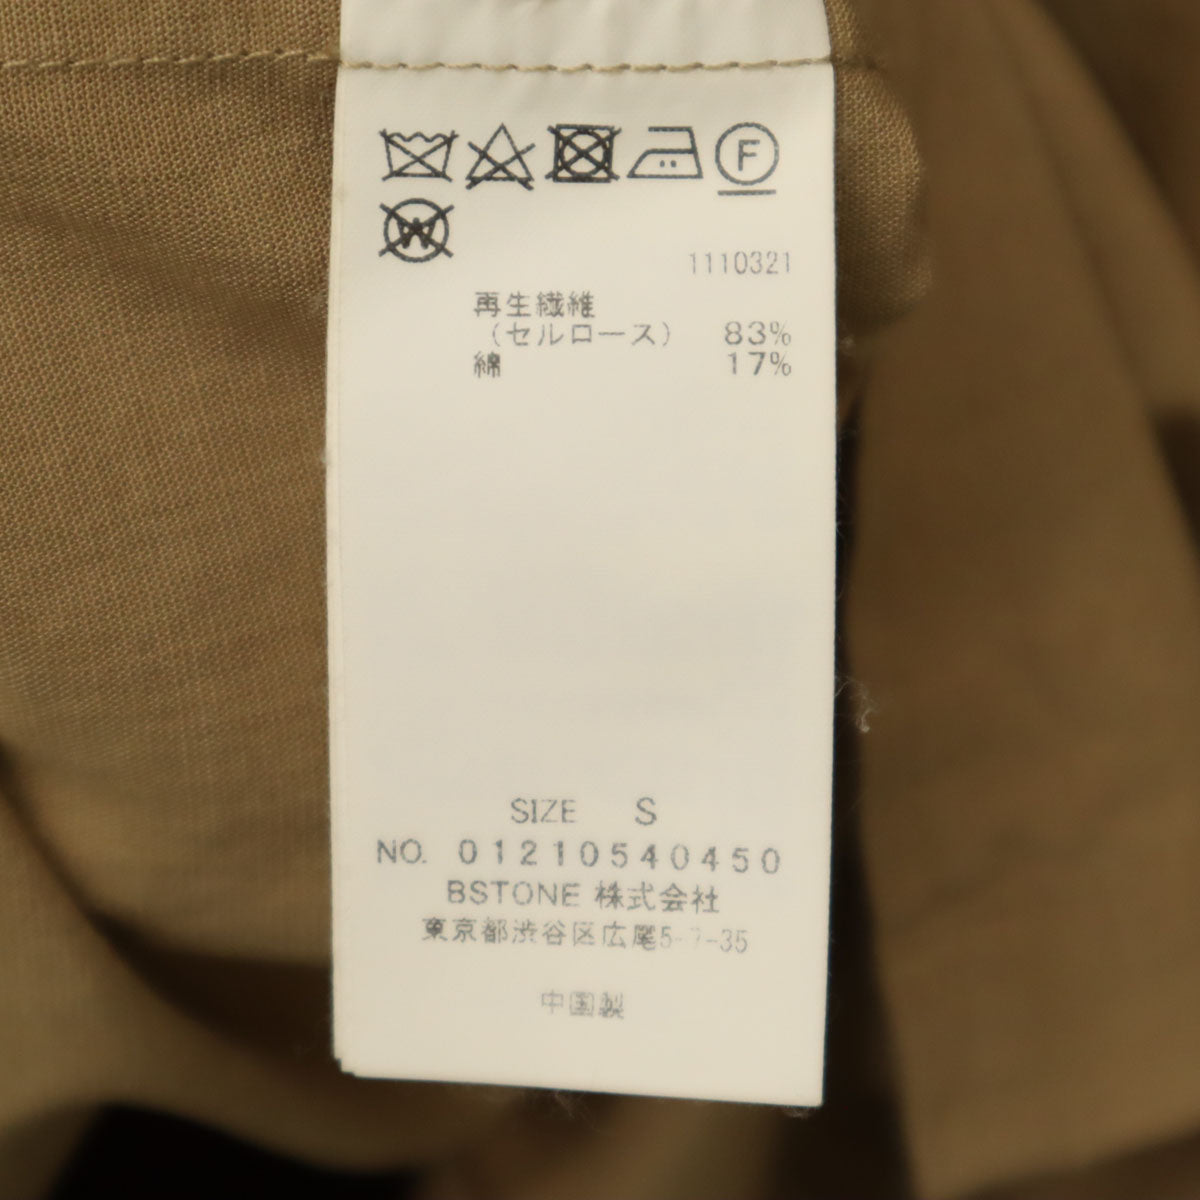 F
W
1110321
再生繊維
(セルロース) 83%
綿 17%
SIZE S
NO. 01210540450
BSTONE 株式会社
東京都渋谷区広尾5-7-35
中国製